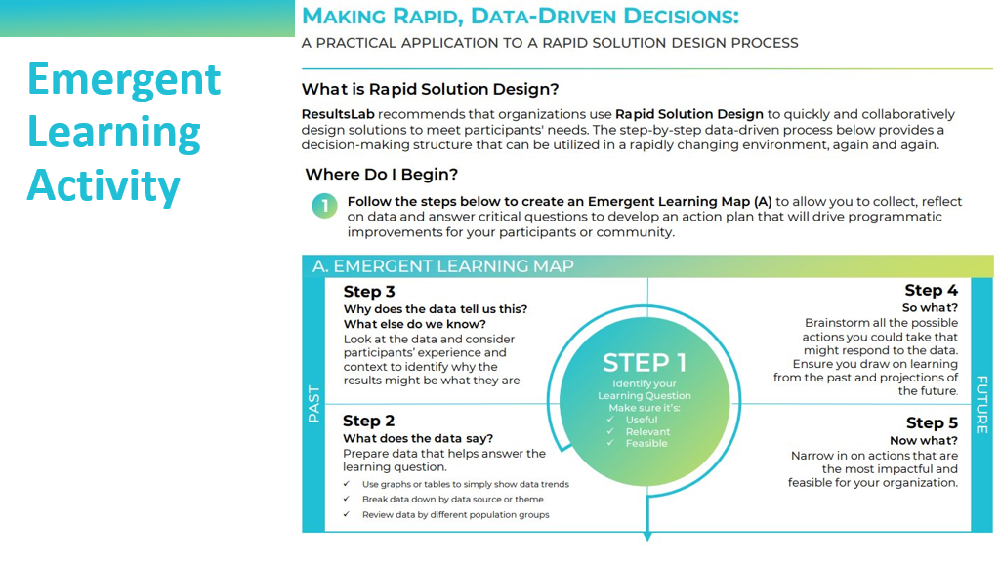 Emergent
Learning
Activity
MAKING RAPID, DATA-DRIVEN DECISIONS:
A PRACTICAL APPLICATION TO A RAPID SOLUTION DESIGN PROCESS
What is Rapid Solution Design?
ResultsLab recommends that organizations use Rapid Solution Design to quickly and collaboratively
design solutions to meet participants' needs. The step-by-step data-driven process below provides a
decision-making structure that can be utilized in a rapidly changing environment, again and again.
Where Do I Begin?
1
Follow the steps below to create an Emergent Learning Map (A) to allow you to collect, reflect
on data and answer critical questions to develop an action plan that will drive programmatic
improvements for your participants or community.
A. EMERGENT LEARNING MAP
PAST
Step 3
Why does the data tell us this?
What else do we know?
Look at the data and consider
participants' experience and
context to identify why the
results might be what they are
Step 2
What does the data say?
Prepare data that helps answer the
learning question.
✓ Use graphs or tables to simply show data trends
✓ Break data down by data source or theme
✓ Review data by different population groups
STEP 1
Identify your
Learning Question
Make sure it's:
✓ Useful
✓ Relevant
✓ Feasible
Step 4
So what?
Brainstorm all the possible
actions you could take that
might respond to the data.
Ensure you draw on learning
from the past and projections of
the future.
Step 5
Now what?
Narrow in on actions that are
the most impactful and
feasible for your organization.
FUTURE